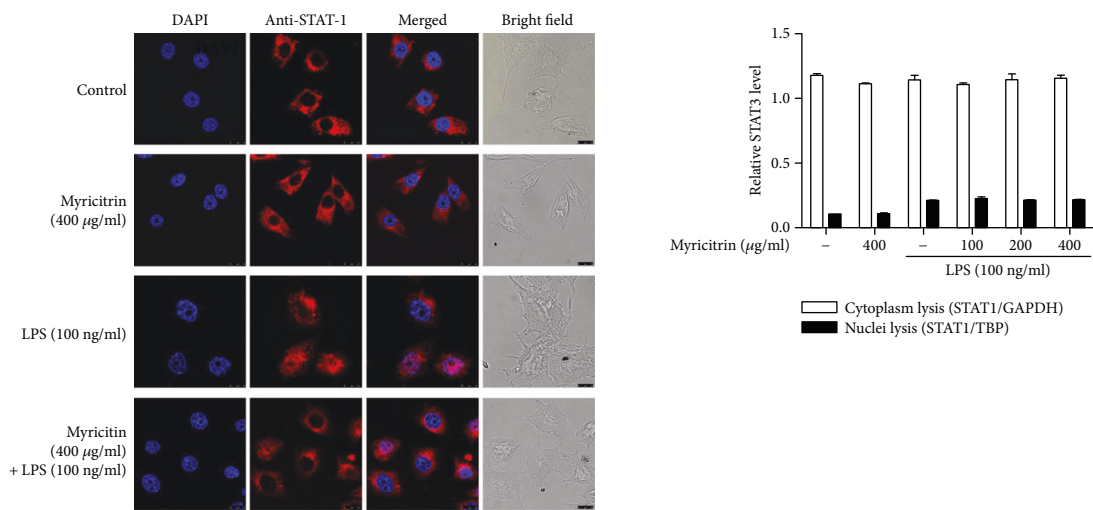 DAPI
Anti-STAT-1
Merged
Bright field
Control
Myricitrin
(400 μg/ml)
LPS (100 ng/ml)
Myricitin
(400 μg/ml)
+ LPS (100 ng/ml)
Relative STAT3 level
1.5
1.0
0.5
0.0
Myricitrin (μg/ml)
– 400 – 100 200 400
LPS (100 ng/ml)
Cytoplasm lysis (STAT1/GAPDH)
Nuclei lysis (STAT1/TBP)